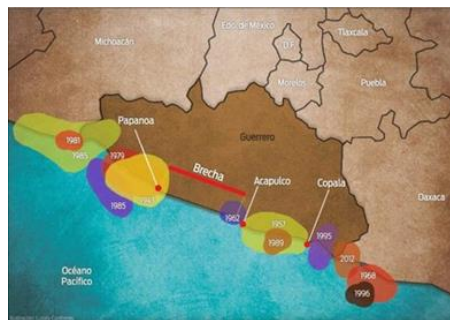 Edo. de México
Tlaxcala
Michoacán
D.F.
Morelos
Puebla
Guerrero
Papanoa
1981
1985
1979
Brecha
1943
Acapulco
Copala
Oaxaca
1985
1962
1957
1989
1995
2012
1968
1996
Océano
Pacífico